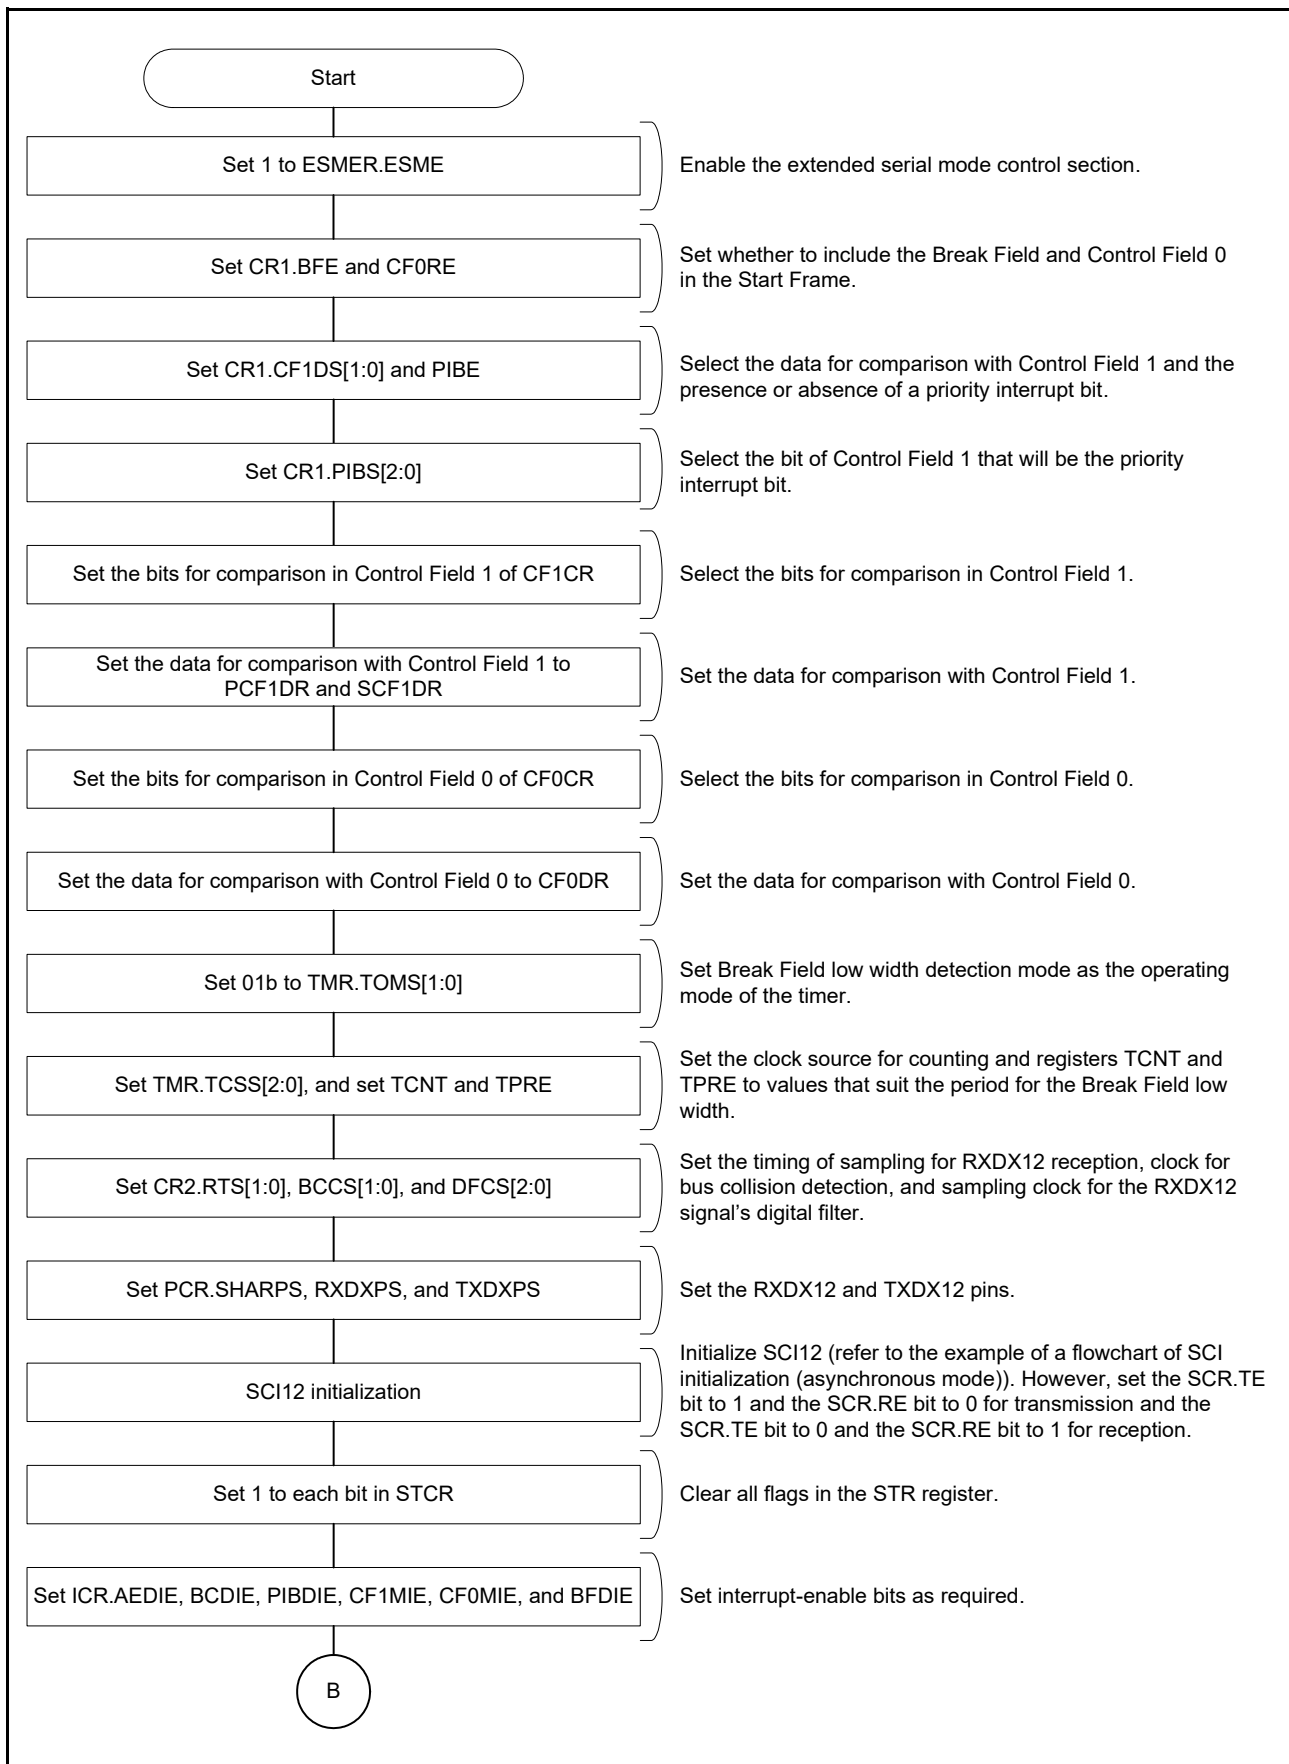 Start
Set 1 to ESMER.ESME
Enable the extended serial mode control section.
Set CR1.BFE and CF0RE
Set whether to include the Break Field and Control Field 0
in the Start Frame.
Set CR1.CF1DS[1:0] and PIBE
Select the data for comparison with Control Field 1 and the
presence or absence of a priority interrupt bit.
Set CR1.PIBS[2:0]
Select the bit of Control Field 1 that will be the priority
interrupt bit.
Set the bits for comparison in Control Field 1 of CF1CR
Select the bits for comparison in Control Field 1.
Set the data for comparison with Control Field 1 to
PCF1DR and SCF1DR
Set the data for comparison with Control Field 1.
Set the bits for comparison in Control Field 0 of CF0CR
Select the bits for comparison in Control Field 0.
Set the data for comparison with Control Field 0 to CF0DR
Set the data for comparison with Control Field 0.
Set 01b to TMR.TOMS[1:0]
Set Break Field low width detection mode as the operating
mode of the timer.
Set TMR.TCSS[2:0], and set TCNT and TPRE
Set the clock source for counting and registers TCNT and
TPRE to values that suit the period for the Break Field low
width.
Set CR2.RTS[1:0], BCCS[1:0], and DFCS[2:0]
Set the timing of sampling for RXDX12 reception, clock for
bus collision detection, and sampling clock for the RXDX12
signal’s digital filter.
Set PCR.SHARPS, RXDXPS, and TXDXPS
Set the RXDX12 and TXDX12 pins.
SCI12 initialization
Initialize SCI12 (refer to the example of a flowchart of SCI
initialization (asynchronous mode)). However, set the SCR.TE
bit to 1 and the SCR.RE bit to 0 for transmission and the
SCR.TE bit to 0 and the SCR.RE bit to 1 for reception.
Set 1 to each bit in STCR
Clear all flags in the STR register.
Set ICR.AEDIE, BCDIE, PIBDIE, CF1MIE, CF0MIE, and BFDIE
Set interrupt-enable bits as required.
B